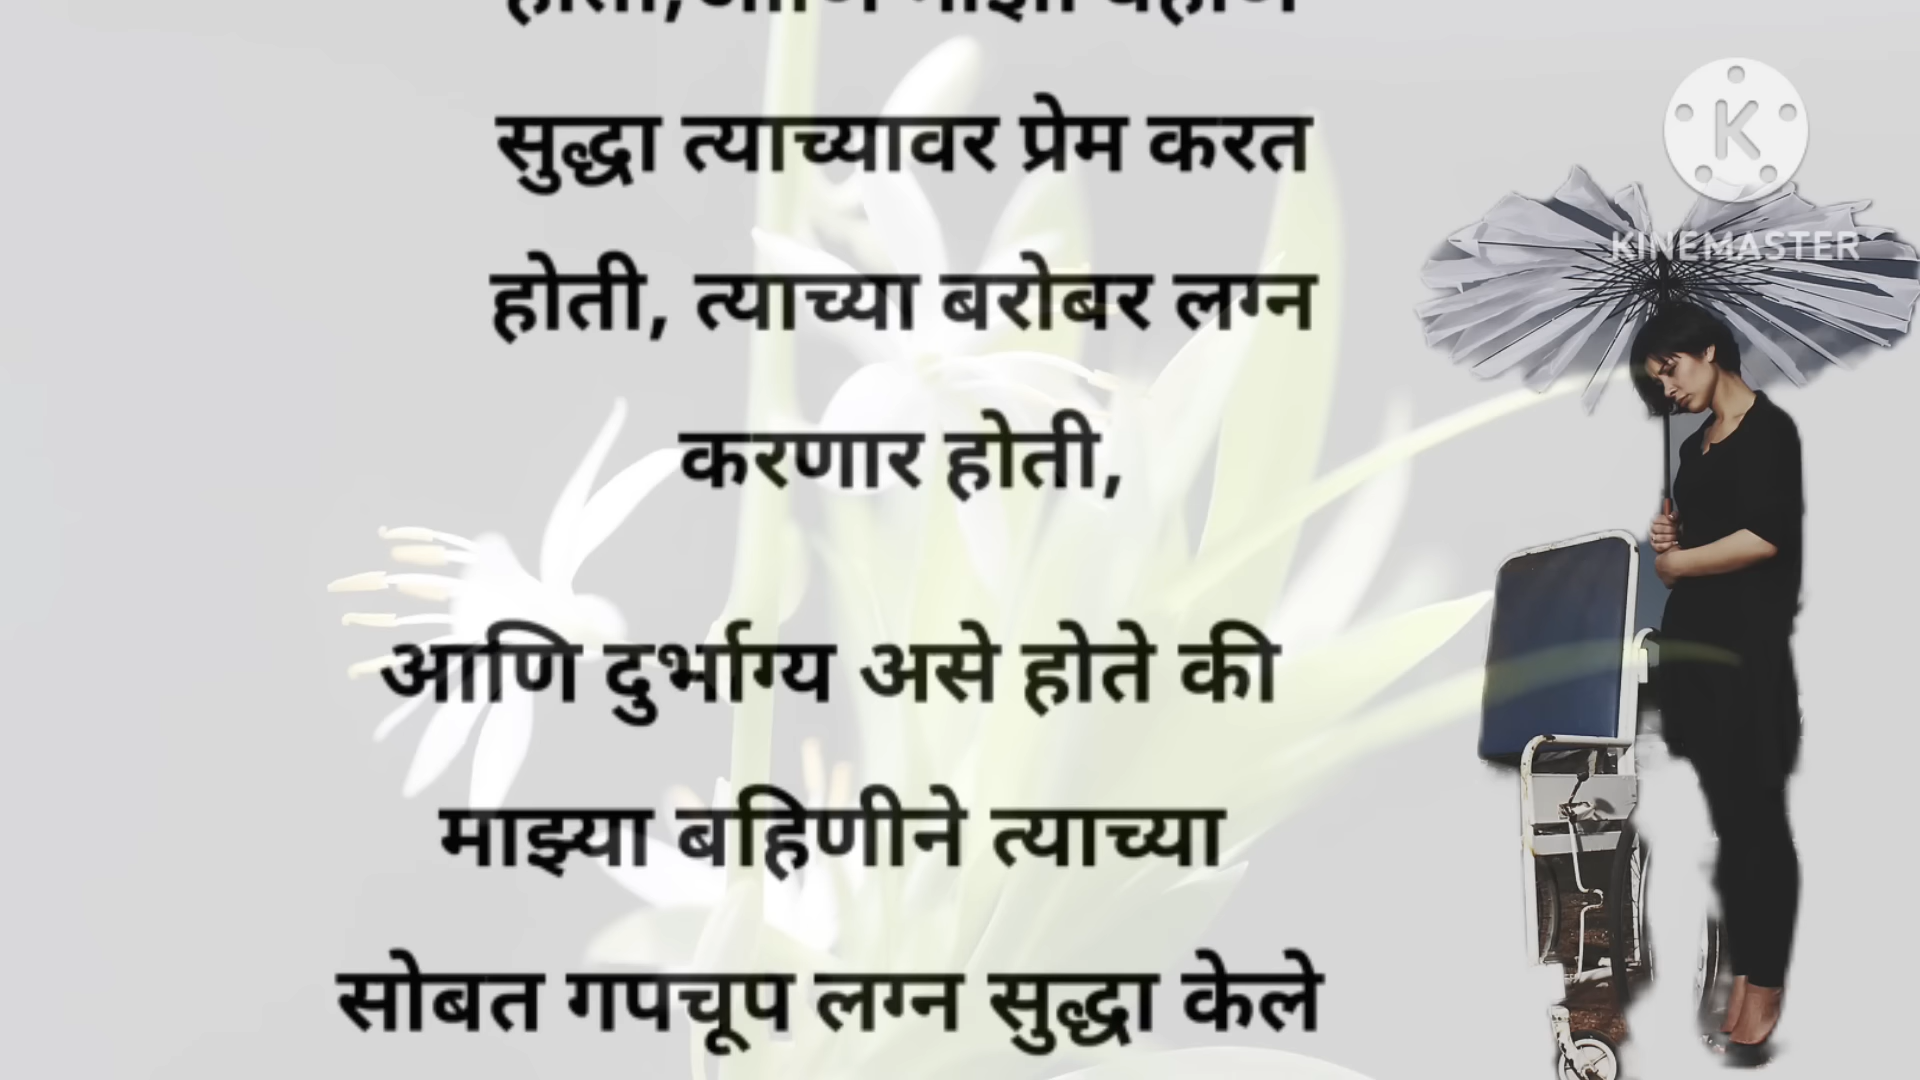 सुद्धा त्याच्यावर प्रेम करत
होती, त्याच्या बरोबर लग्न
करणार होती,
आणि दुर्भाग्य असे होते की
माझ्या बहिणीने त्याच्या
सोबत गपचूप लग्न सुद्धा केले
K
KINEMASTER